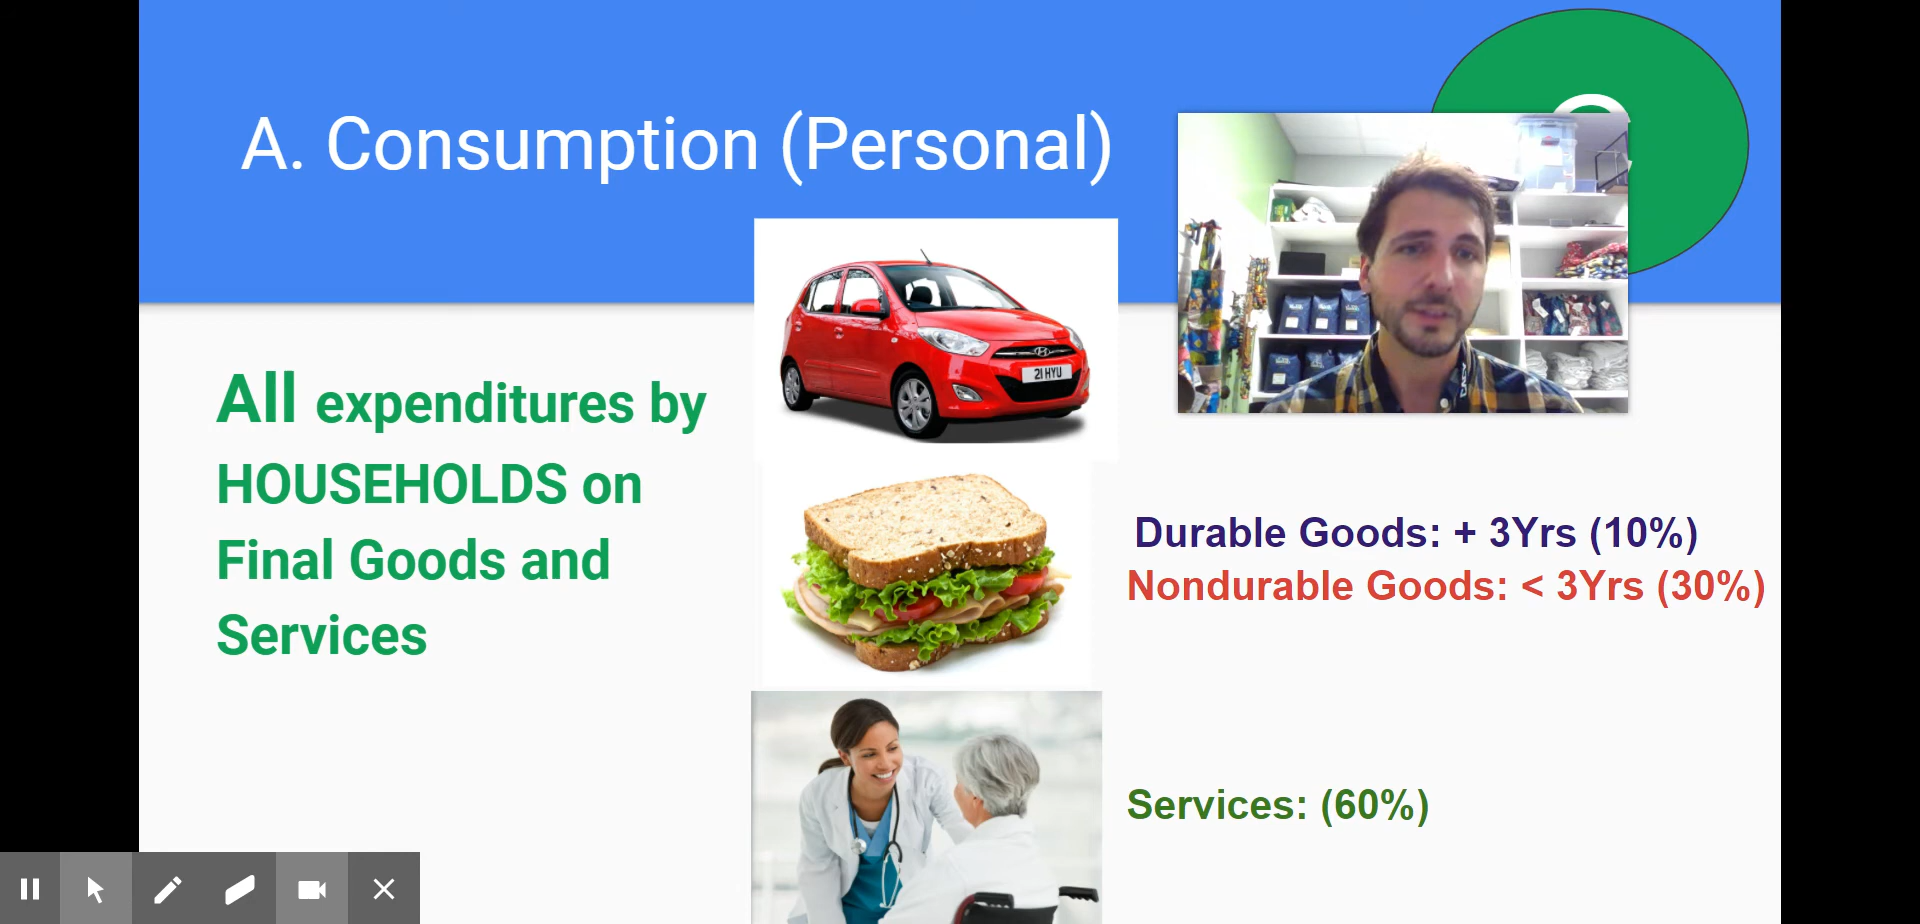 A. Consumption (Personal)
C
21 HYU
All expenditures by
HOUSEHOLDS on
Final Goods and
Services
Durable Goods: + 3Yrs (10%)
Nondurable Goods: < 3Yrs (30%)
Services: (60%)